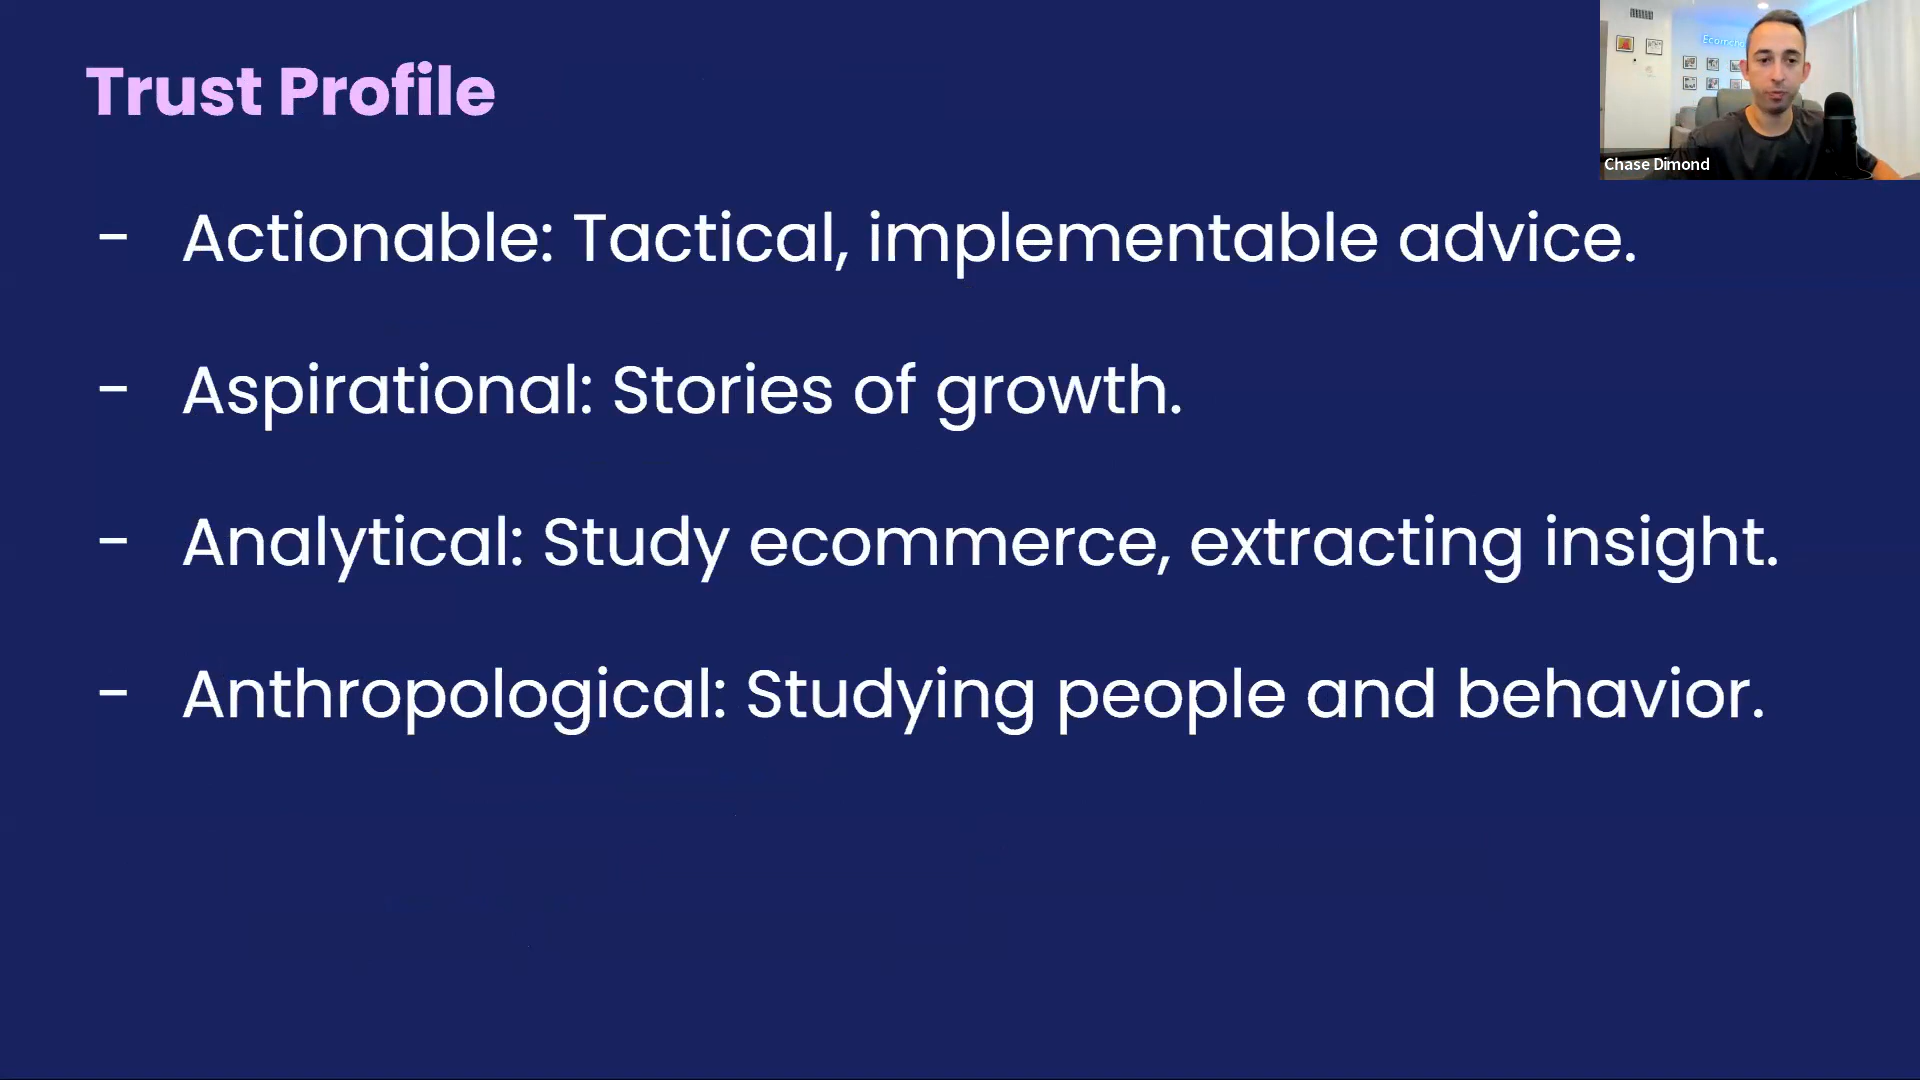 Trust Profile
- Actionable: Tactical, implementable advice.
- Aspirational: Stories of growth.
- Analytical: Study ecommerce, extracting insight.
- Anthropological: Studying people and behavior.
Chase Dimond